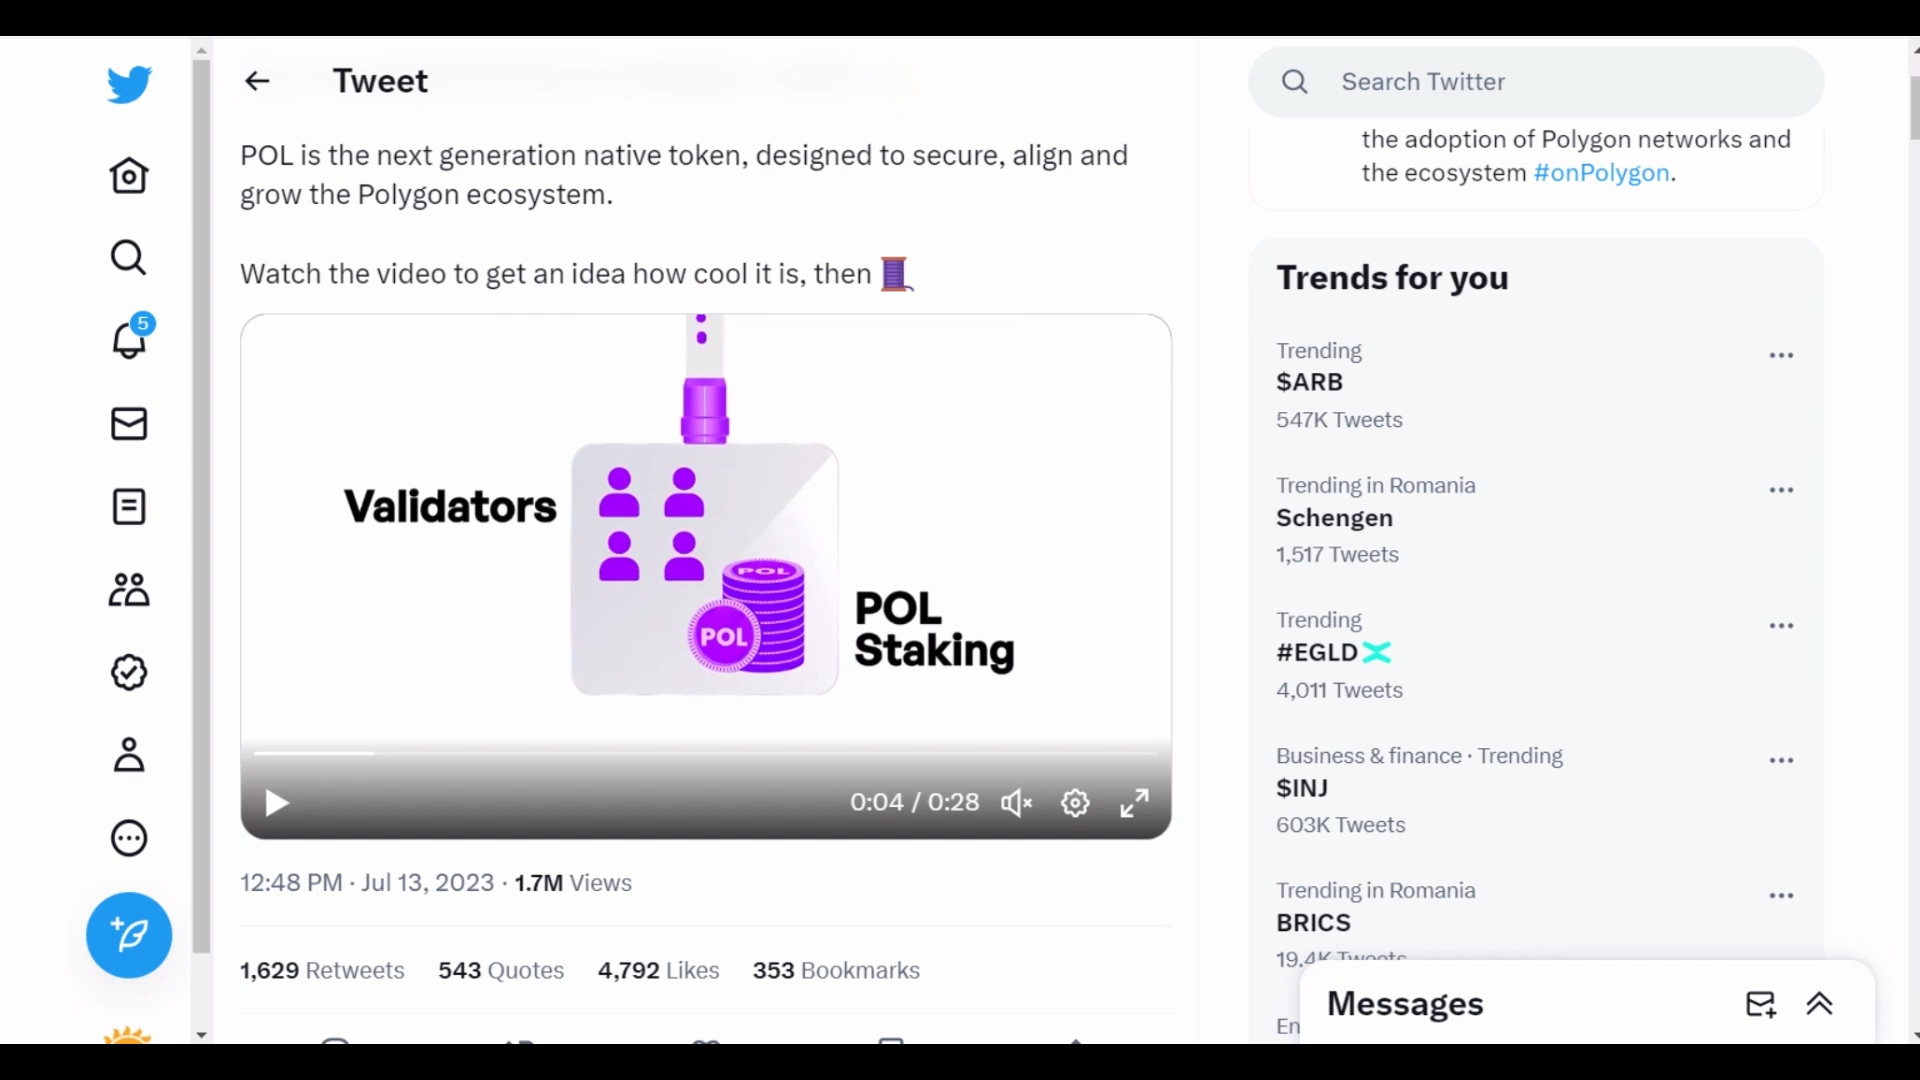 Tweet
POL is the next generation native token, designed to secure, align and
grow the Polygon ecosystem.
Watch the video to get an idea how cool it is, then
Validators
POL
POL
POL
Staking
0:04 / 0:28
12:48 PM · Jul 13, 2023 · 1.7M Views
1,629 Retweets 543 Quotes 4,792 Likes 353 Bookmarks
5
Search Twitter
the adoption of Polygon networks and
the ecosystem #onPolygon.
Trends for you
Trending
$ARB
547K Tweets
Trending in Romania
Schengen
1,517 Tweets
Trending
#EGLD
4,011 Tweets
Business & finance · Trending
$INJ
603K Tweets
Trending in Romania
BRICS
19.4K Tweets
Messages